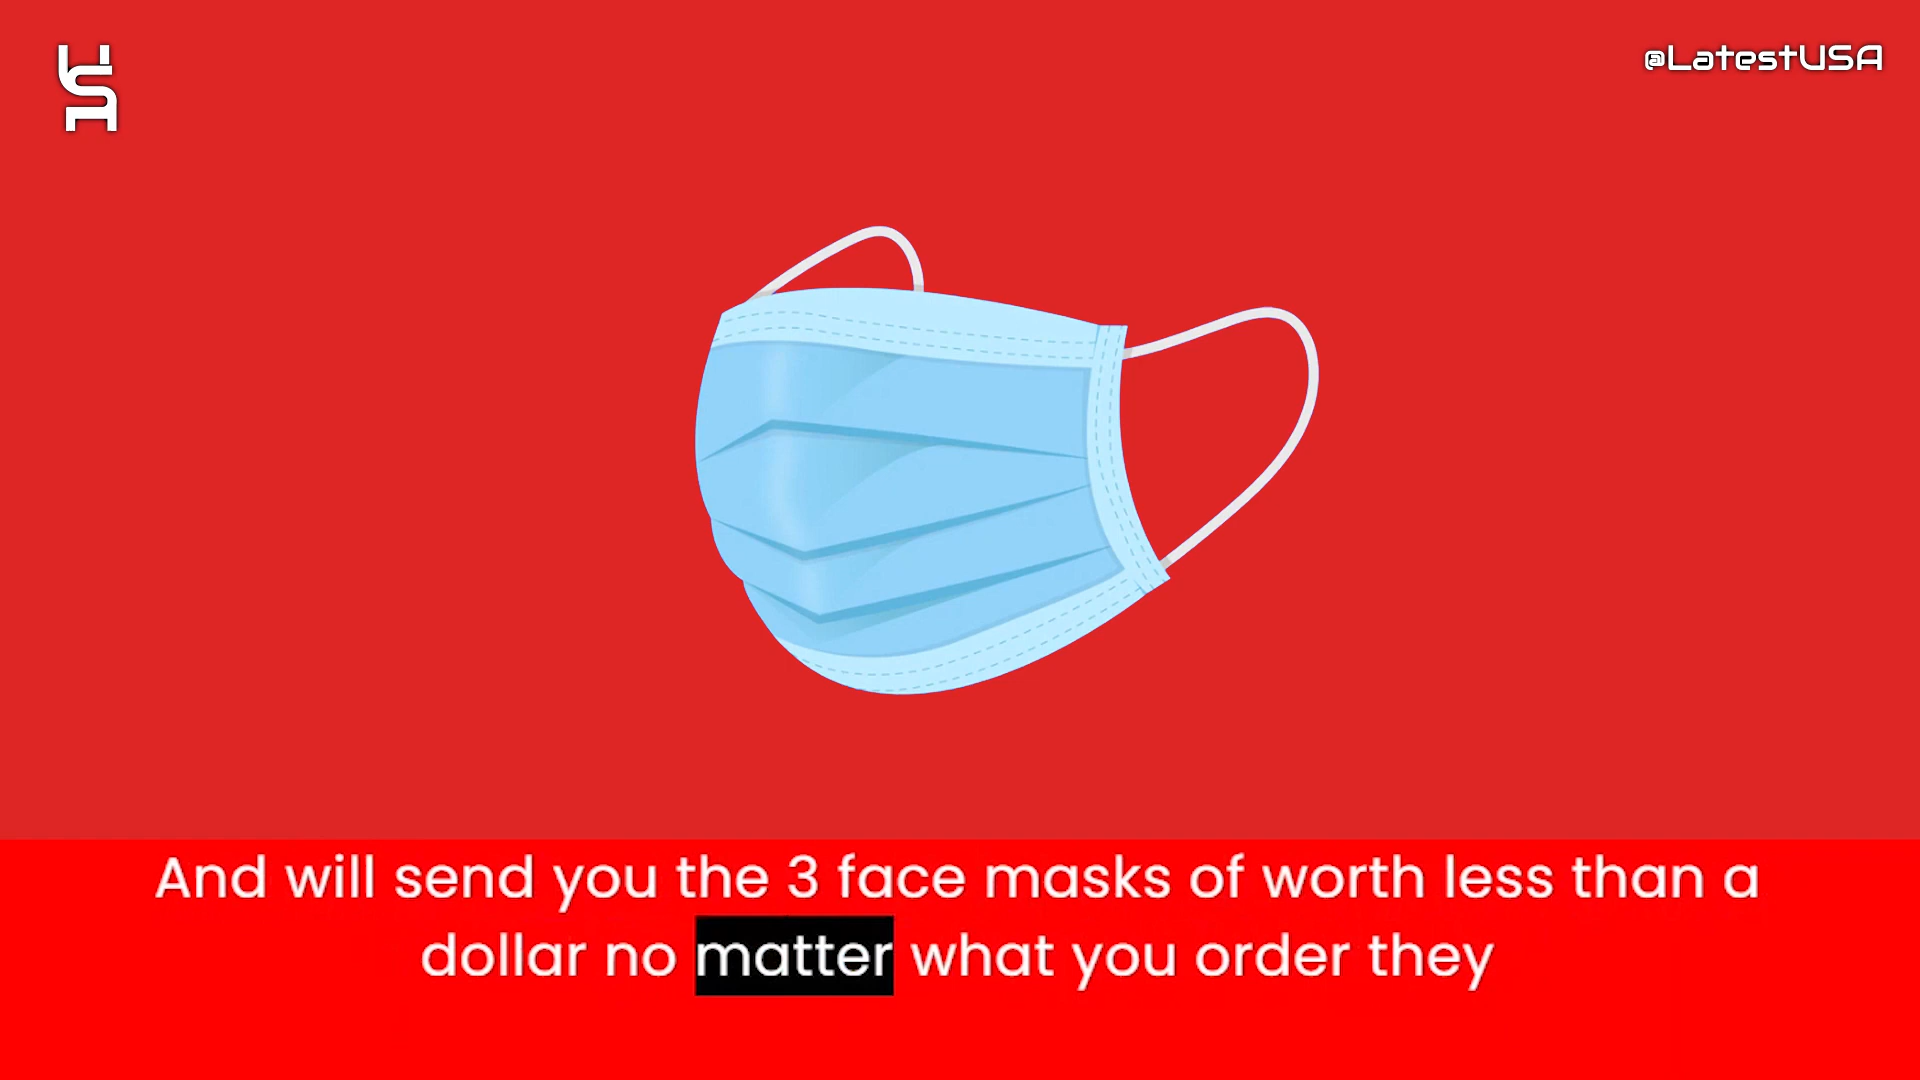 USA
@LatestUSA
And will send you the 3 face masks of worth less than a
dollar no matter what you order they